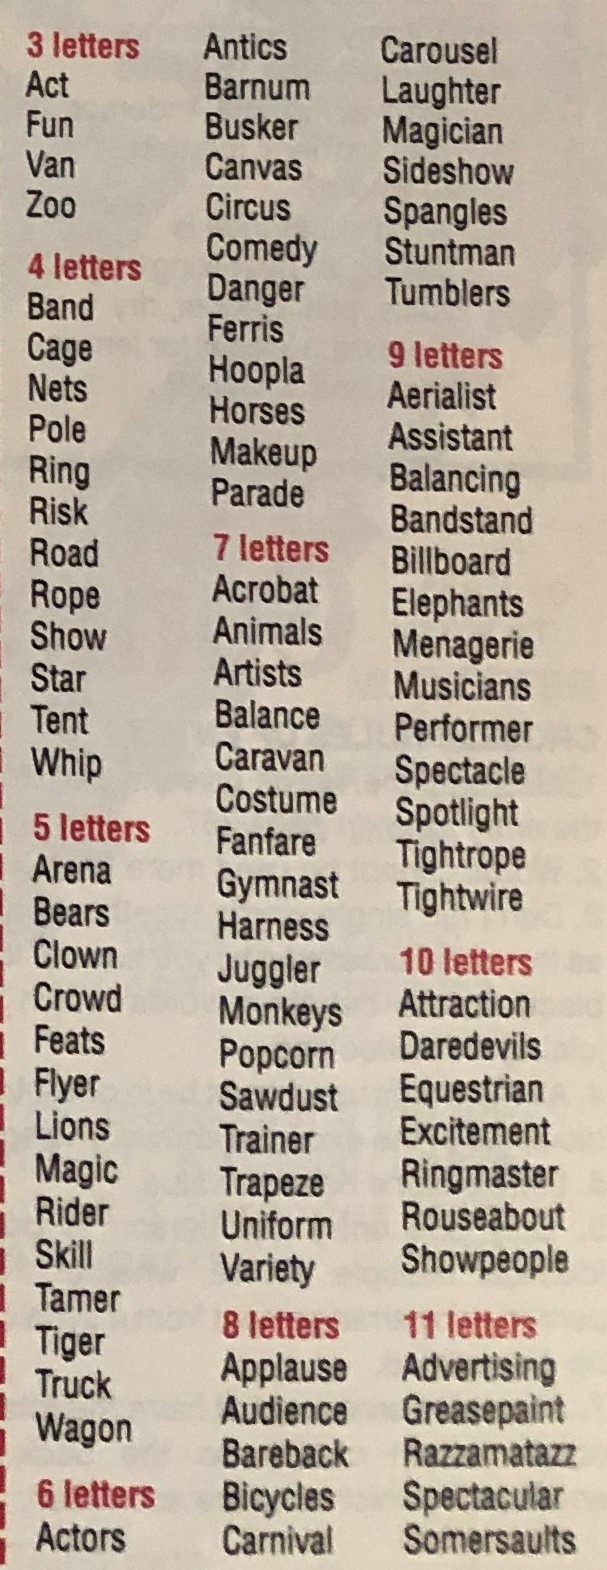 3 letters
Act
Fun
Van
Zoo
4 letters
Band
Cage
Nets
Pole
Ring
Risk
Road
Rope
Show
Star
Tent
Whip
5 letters
Arena
Bears
Clown
Crowd
Feats
Flyer
Lions
Magic
Rider
Skill
Tamer
Tiger
Truck
Wagon
6 letters
Actors
Antics
Barnum
Busker
Canvas
Circus
Comedy
Danger
Ferris
Hoopla
Horses
Makeup
Parade
7 letters
Acrobat
Animals
Artists
Balance
Caravan
Costume
Fanfare
Gymnast
Harness
Juggler
Monkeys
Popcorn
Sawdust
Trainer
Trapeze
Uniform
Variety
8 letters
Applause
Audience
Bareback
Bicycles
Carnival
Carousel
Laughter
Magician
Sideshow
Spangles
Stuntman
Tumblers
9 letters
Aerialist
Assistant
Balancing
Bandstand
Billboard
Elephants
Menagerie
Musicians
Performer
Spectacle
Spotlight
Tightrope
Tightwire
10 letters
Attraction
Daredevils
Equestrian
Excitement
Ringmaster
Rouseabout
Showpeople
11 letters
Advertising
Greasepaint
Razzamatazz
Spectacular
Somersaults